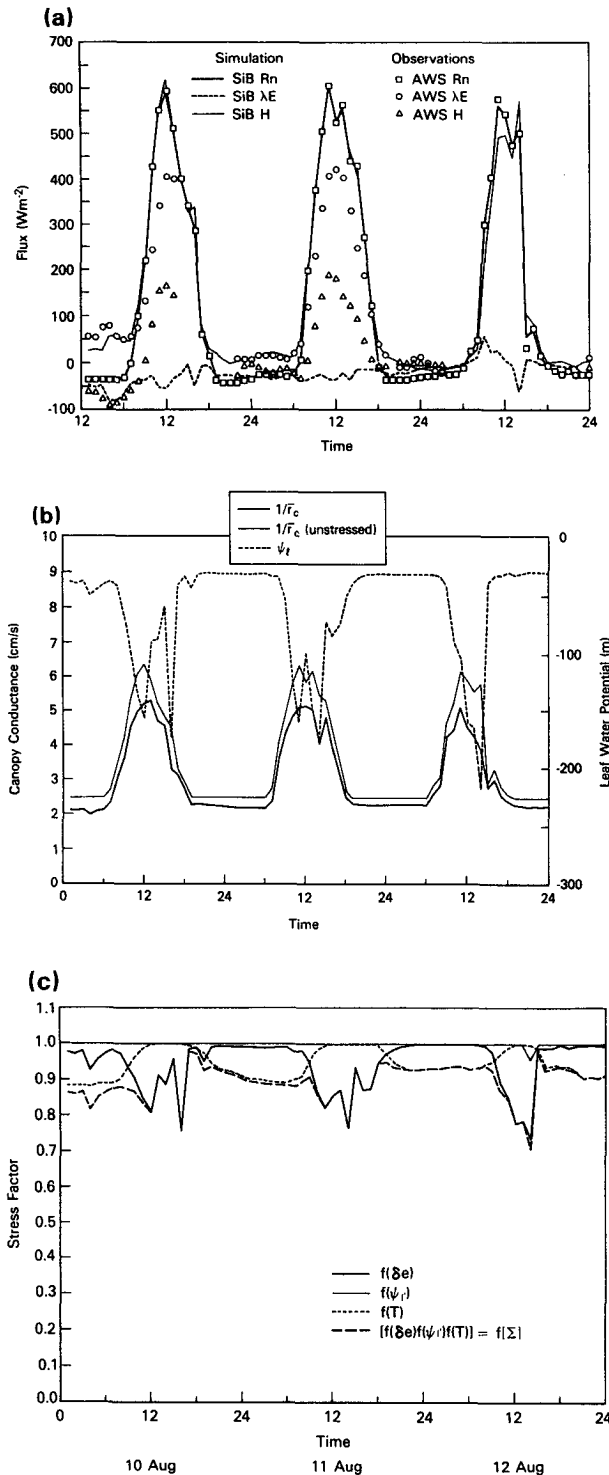 (a)
700
600
500
400
300
200
100
0
-100
Flux (Wm⁻²)
Simulation
SiB Rn
SiB λE
SiB H
Observations
AWS Rn
AWS λE
AWS H
12 12 24 12 24 12 24
Time
(b)
1/r̅c
1/r̅c (unstressed)
ψℓ
10
9
8
7
6
5
4
3
2
1
0
Canopy Conductance (cm/s)
0
-100
-200
-300
Leaf Water Potential (m)
0 12 24 12 24 12 24
Time
(c)
1.1
1.0
0.9
0.8
0.7
0.6
0.5
0.4
0.3
0.2
0.1
0.0
Stress Factor
f(δe)
f(ψl')
f(T)
[f(δe)f(ψl')f(T)] = f[Σ]
0 12 24 12 24 12 24
Time
10 Aug 11 Aug 12 Aug